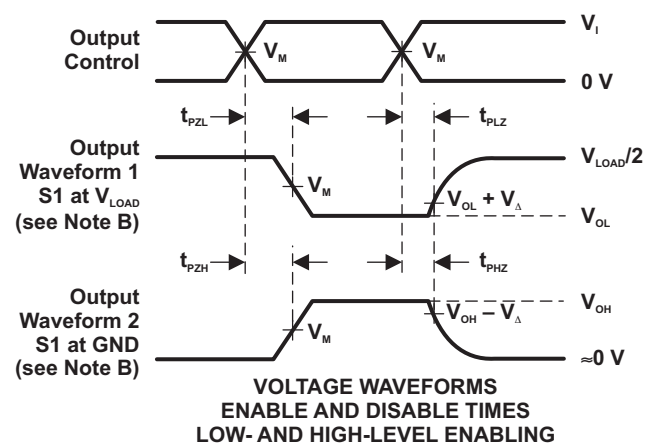 Output
Control
V_M
V_M
V_I
0 V
t_PZL
t_PLZ
Output
Waveform 1
S1 at V_LOAD
(see Note B)
V_M
V_OL + V_Δ
V_LOAD/2
V_OL
t_PZH
t_PHZ
Output
Waveform 2
S1 at GND
(see Note B)
V_M
V_OH − V_Δ
V_OH
≈0 V
VOLTAGE WAVEFORMS
ENABLE AND DISABLE TIMES
LOW- AND HIGH-LEVEL ENABLING